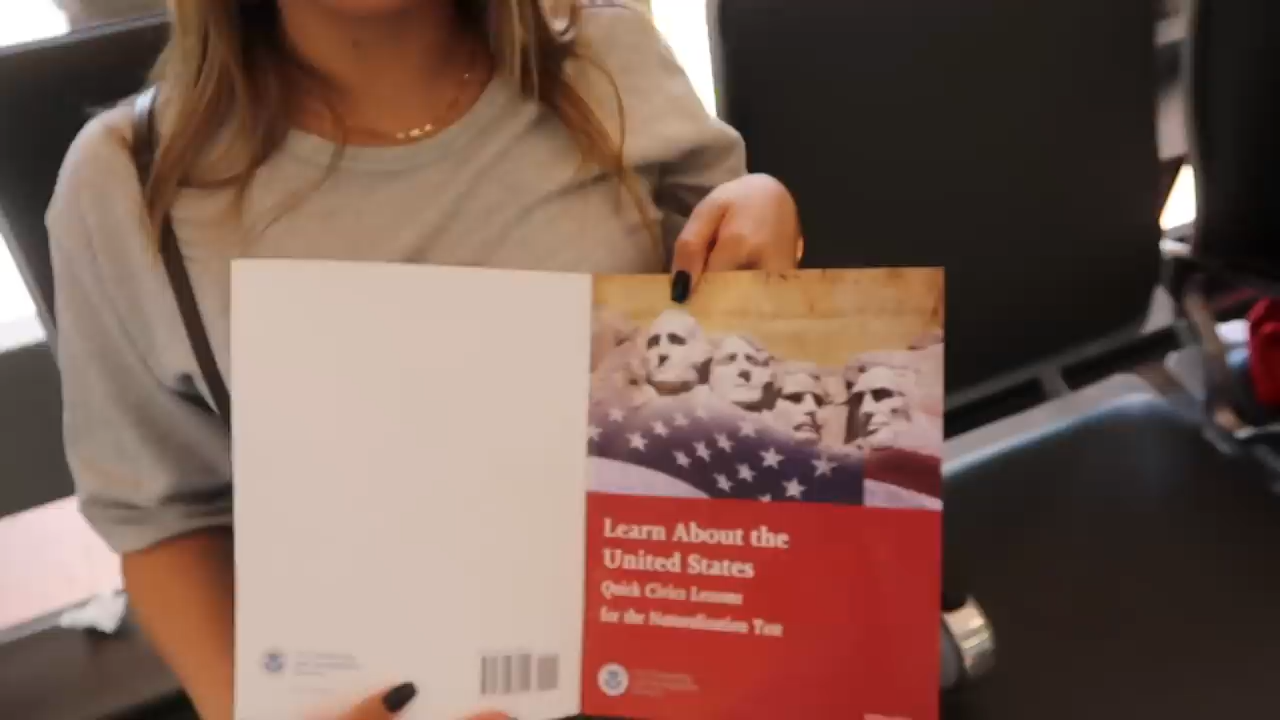 Learn About the
United States
Quick Civics Lessons
for the Naturalization Test